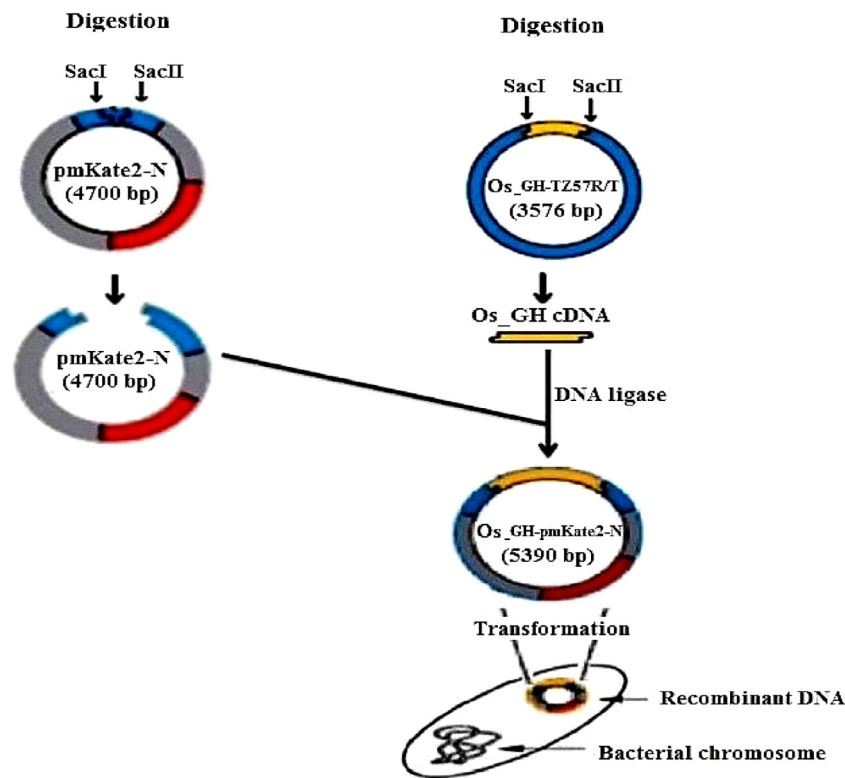 Digestion
SacI SacII
pmKate2-N
(4700 bp)
pmKate2-N
(4700 bp)
Digestion
SacI SacII
Os_GH-TZ57R/T
(3576 bp)
Os_GH cDNA
DNA ligase
Os_GH-pmKate2-N
(5390 bp)
Transformation
Recombinant DNA
Bacterial chromosome